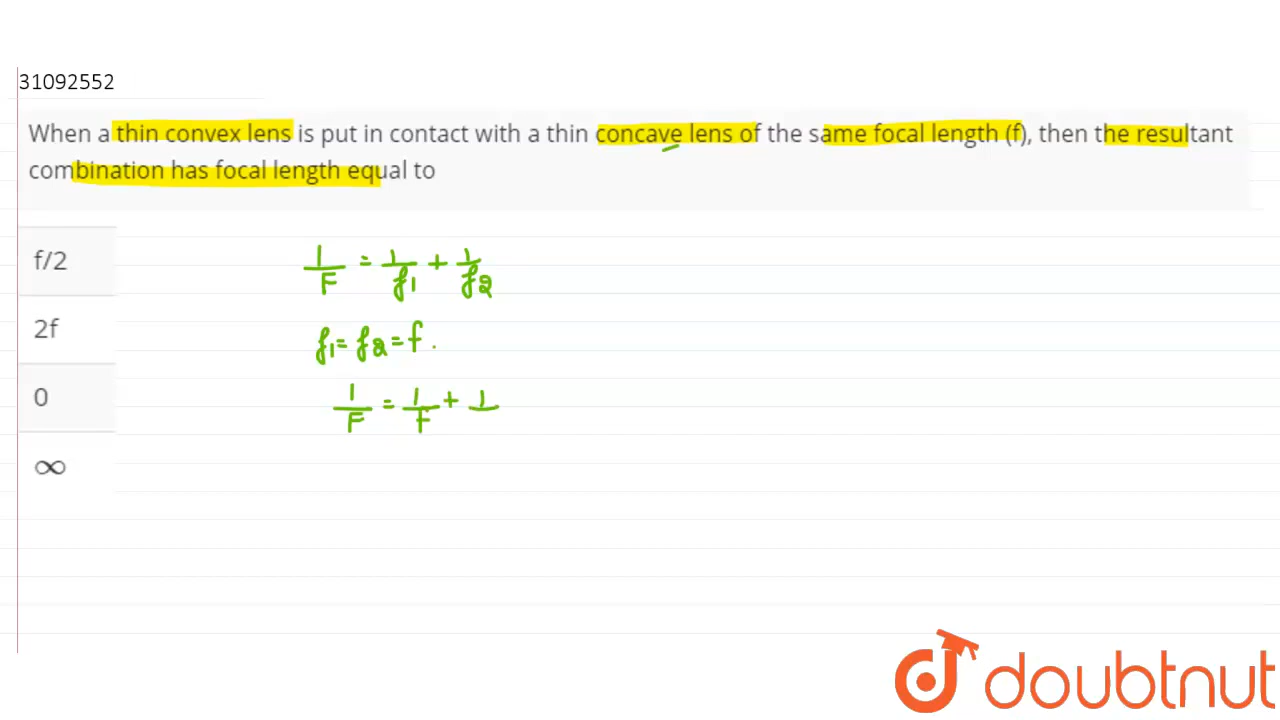 31092552
When a thin convex lens is put in contact with a thin concave lens of the same focal length (f), then the resultant
combination has focal length equal to
f/2
2f
0
∞
1/F = 1/f1 + 1/f2
f1 = f2 = f.
1/F = 1/f + 1
doubtnut